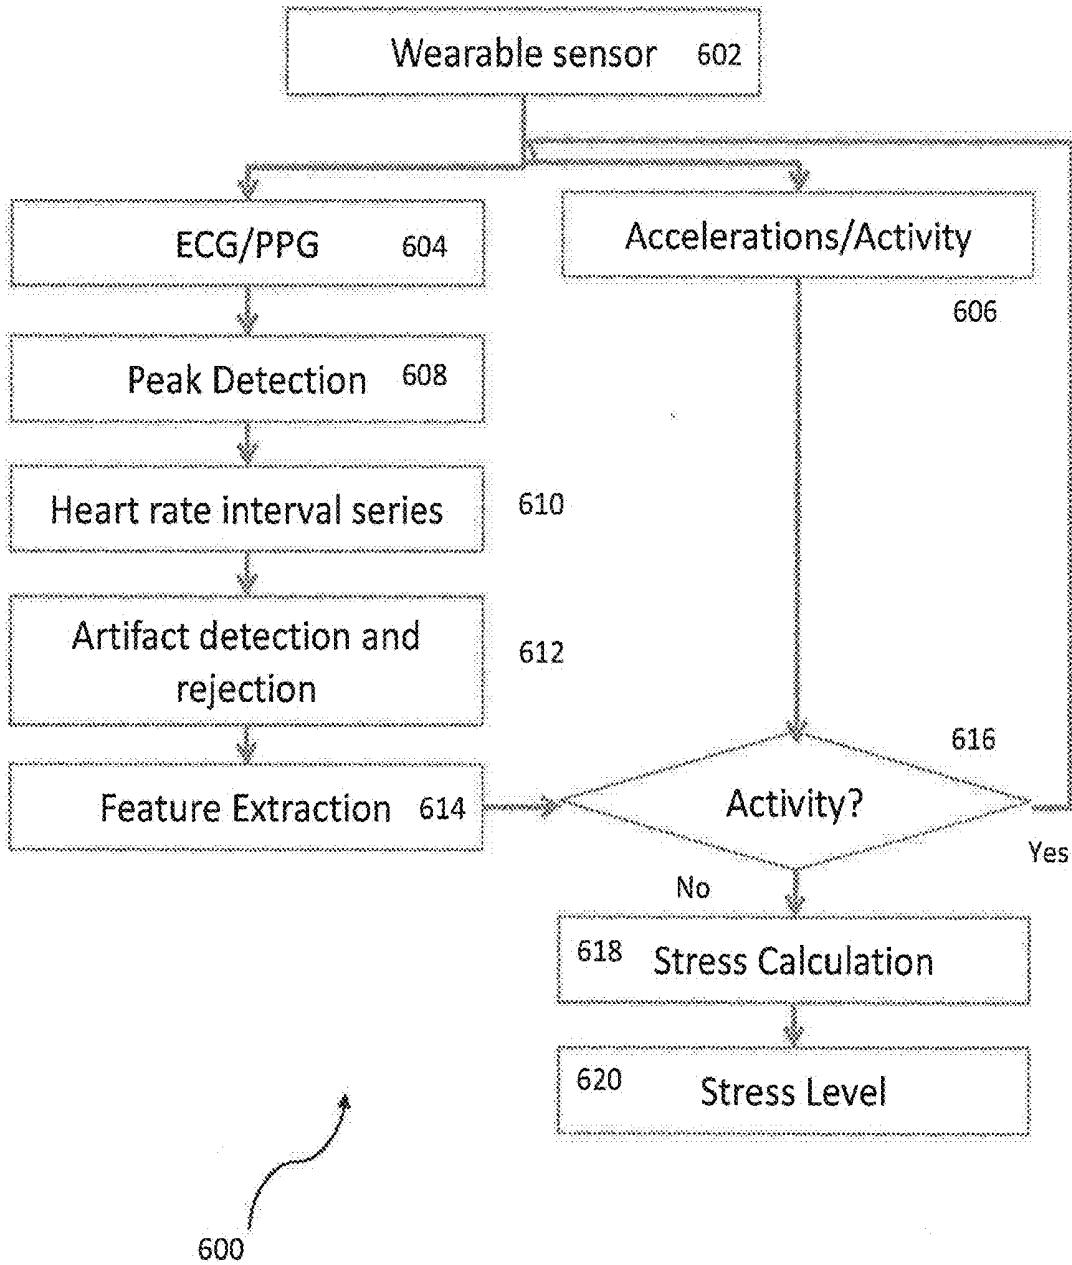 Wearable sensor 602
ECG/PPG 604
Accelerations/Activity
606
Peak Detection 608
Heart rate interval series 610
Artifact detection and
rejection
612
616
Feature Extraction 614
Activity?
Yes
No
618 Stress Calculation
620 Stress Level
600